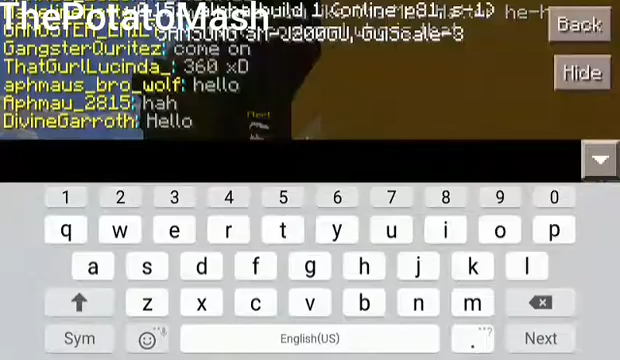 ThePotatoMash
Back
SAMSUNG SM-J200GU, GuiScale-3
GangsterQuritez: come on
ThatGurlLucinda_: 360 xD
Hide
aphmaus_bro_wolf: hello
Aphmau_2815: hah
DivineGarroth: Hello
1 2 3 4 5 6 7 8 9 0
q w e r t y u i o p
a s d f g h j k l
z x c v b n m
Sym English(US) . Next